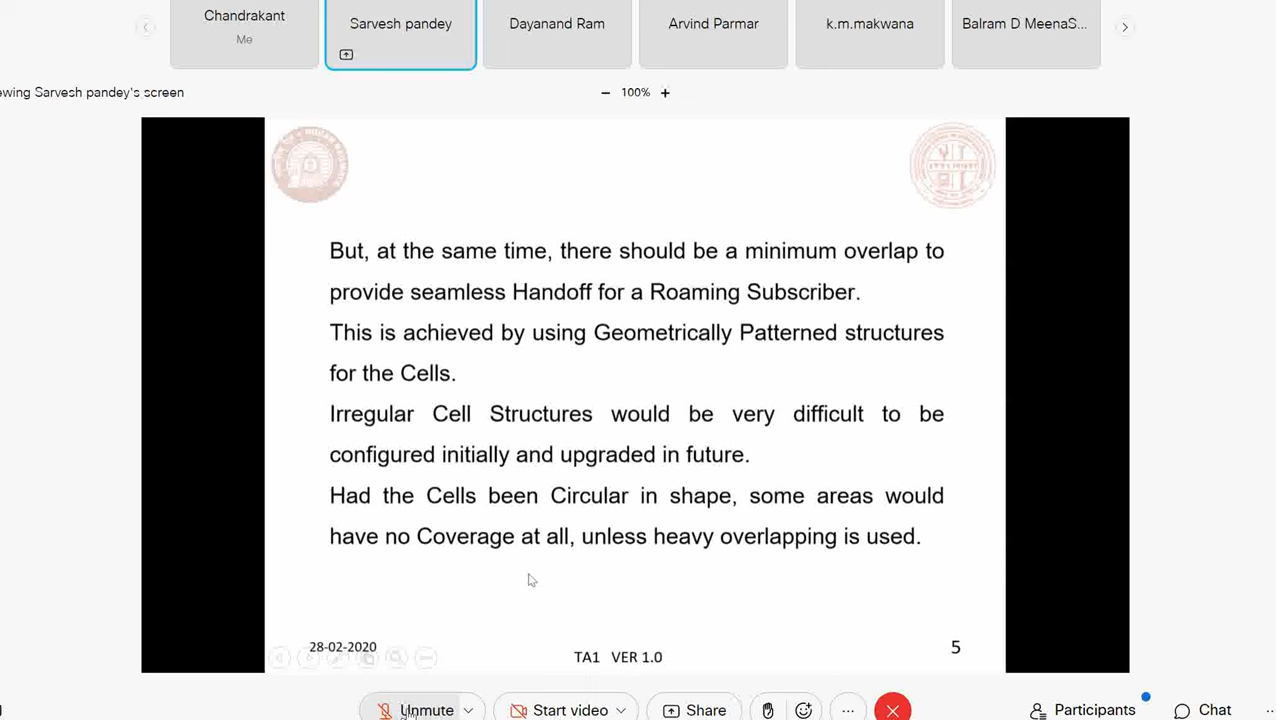 Chandrakant
Me
Sarvesh pandey
Dayanand Ram
Arvind Parmar
k.m.makwana
Balram D MeenaS...
ewing Sarvesh pandey's screen
100%
But, at the same time, there should be a minimum overlap to
provide seamless Handoff for a Roaming Subscriber.
This is achieved by using Geometrically Patterned structures
for the Cells.
Irregular Cell Structures would be very difficult to be
configured initially and upgraded in future.
Had the Cells been Circular in shape, some areas would
have no Coverage at all, unless heavy overlapping is used.
28-02-2020
TA1 VER 1.0
5
Unmute
Start video
Share
Participants
Chat